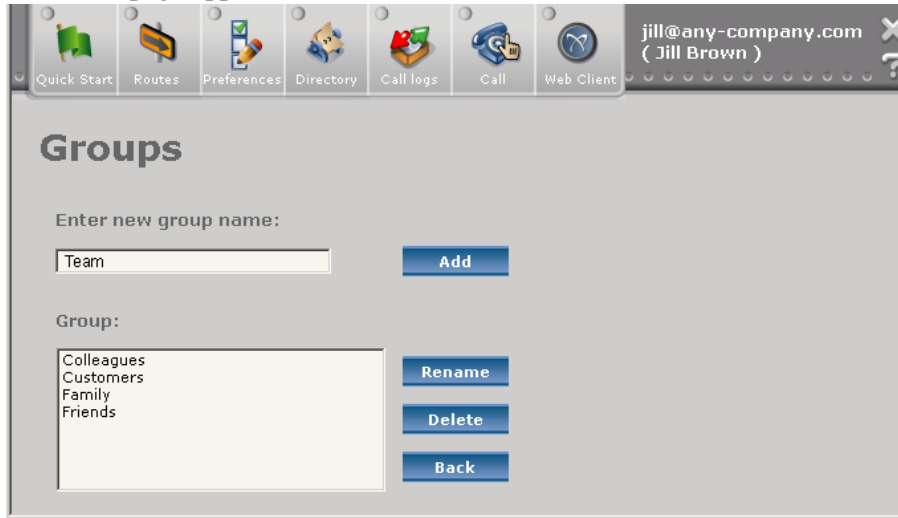 Quick Start
Routes
Preferences
Directory
Call logs
Call
Web Client
jill@any-company.com
( Jill Brown )
Groups
Enter new group name:
Team
Add
Group:
Colleagues
Customers
Family
Friends
Rename
Delete
Back